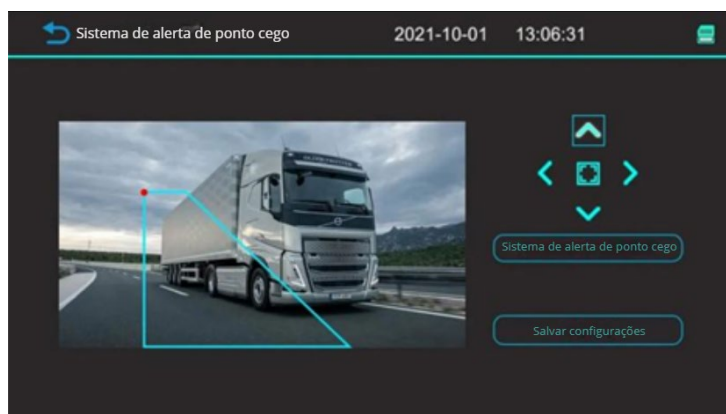 Sistema de alerta de ponto cego
2021-10-01 13:06:31
Sistema de alerta de ponto cego
Salvar configurações